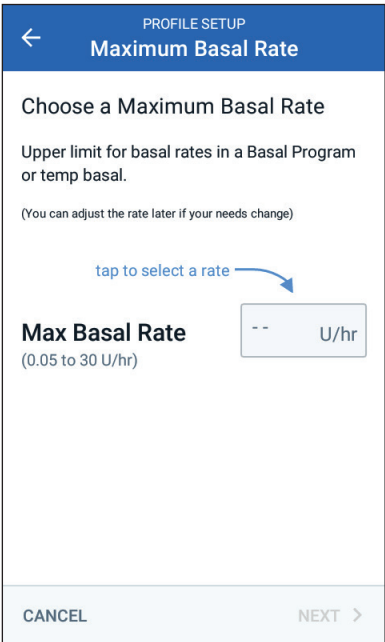 PROFILE SETUP
Maximum Basal Rate
Choose a Maximum Basal Rate
Upper limit for basal rates in a Basal Program
or temp basal.
(You can adjust the rate later if your needs change)
tap to select a rate
Max Basal Rate
-- U/hr
(0.05 to 30 U/hr)
CANCEL
NEXT >